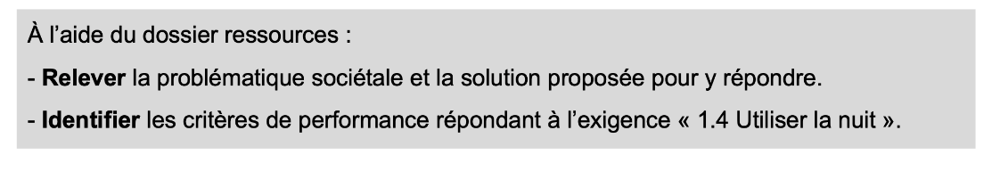 À l’aide du dossier ressources :
- Relever la problématique sociétale et la solution proposée pour y répondre.
- Identifier les critères de performance répondant à l’exigence « 1.4 Utiliser la nuit ».